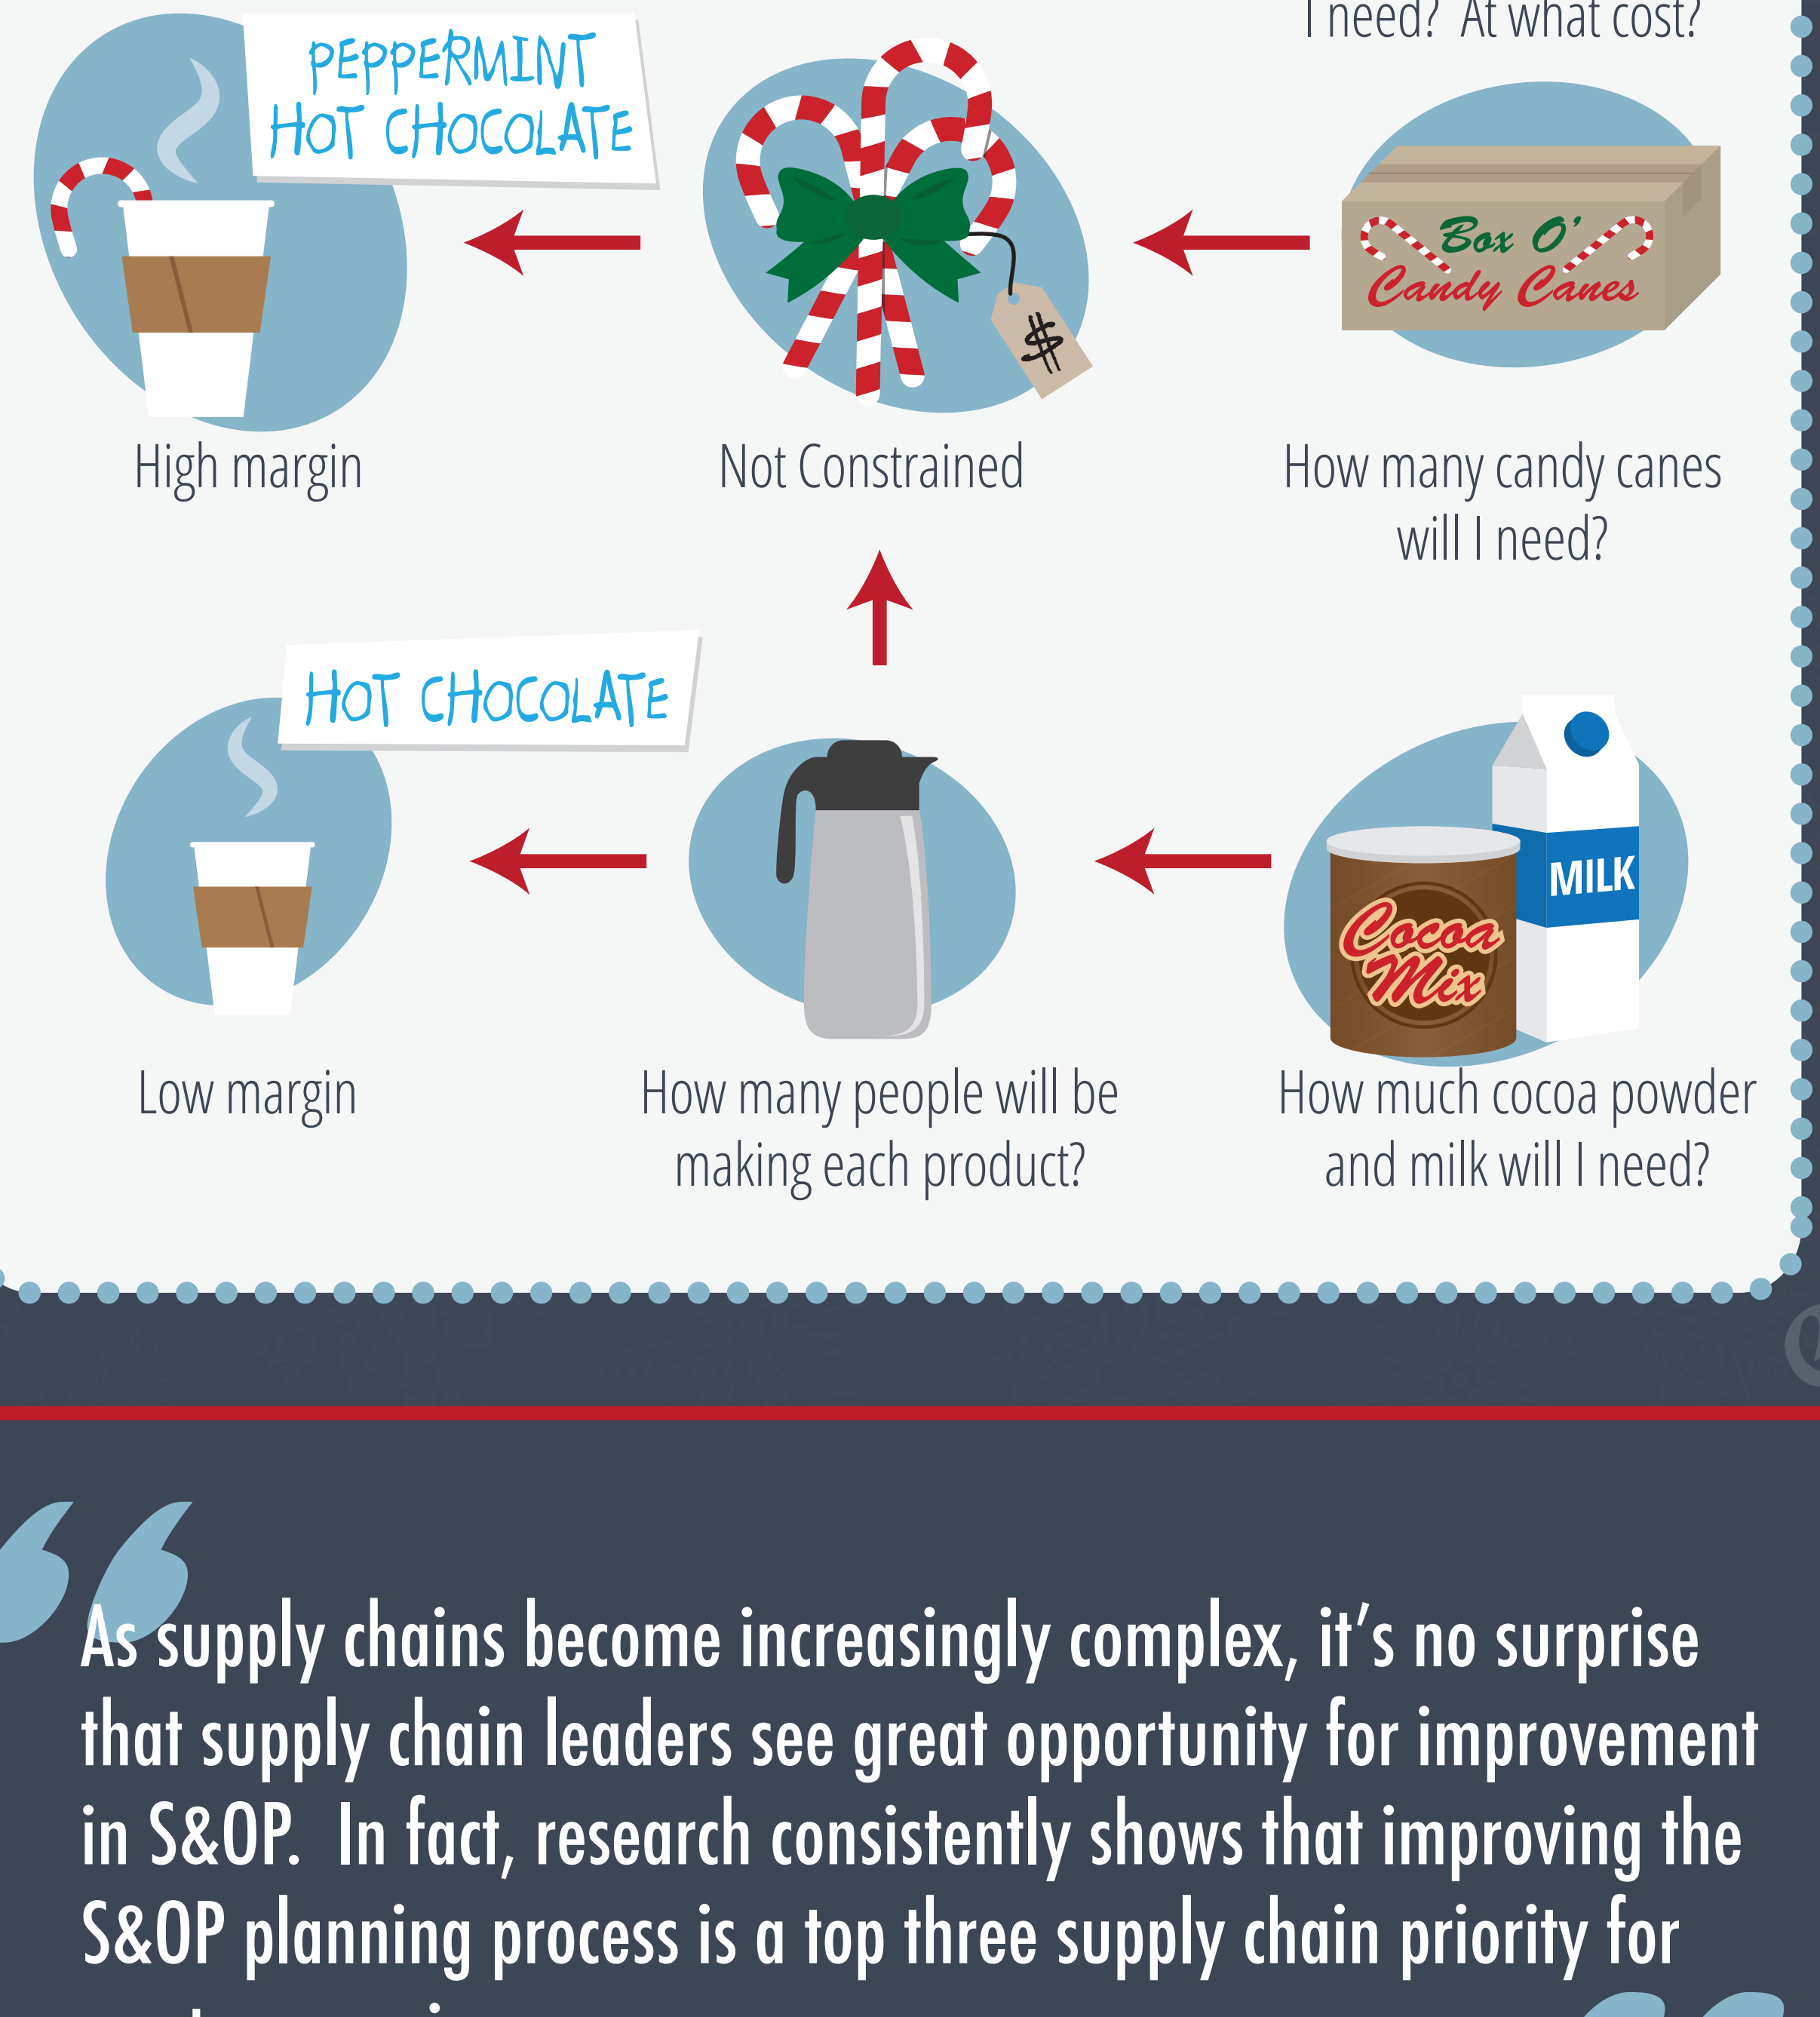 I need?  At what cost?
PEPPERMINT
HOT CHOCOLATE
$
Box O'
Candy Canes
High margin
Not Constrained
How many candy canes
will I need?
HOT CHOCOLATE
MILK
Cocoa
Mix
Low margin
How many people will be
making each product?
How much cocoa powder
and milk will I need?
“
As supply chains become increasingly complex, it’s no surprise
that supply chain leaders see great opportunity for improvement
in S&OP.  In fact, research consistently shows that improving the
S&OP planning process is a top three supply chain priority for